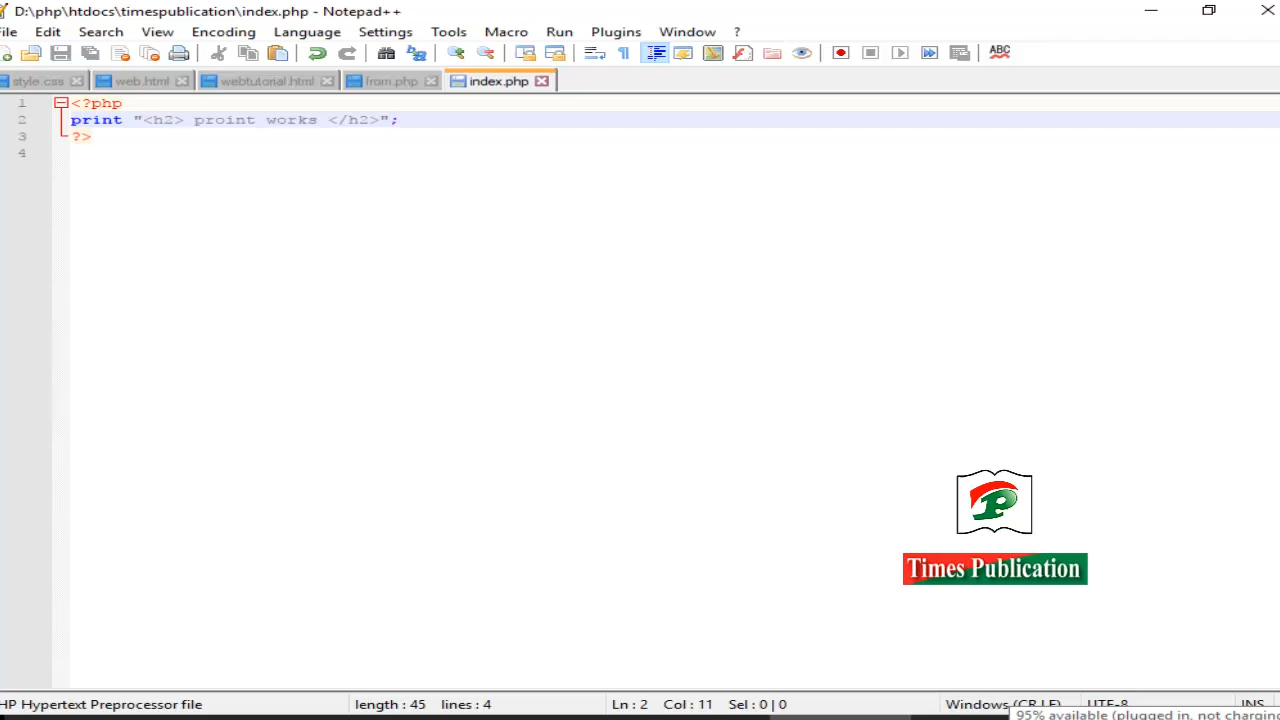 D:\php\htdocs\timespublication\index.php - Notepad++
File Edit Search View Encoding Language Settings Tools Macro Run Plugins Window ?
ABC
style.css web.html webtutorial.html from.php index.php
1 <?php
2 print "<h2> proint works </h2>";
3 ?>
4
P
Times Publication
HP Hypertext Preprocessor file length : 45 lines : 4 Ln : 2 Col : 11 Sel : 0 | 0 Windows (CR LF) UTF-8 INS
95% available (plugged in, not charging